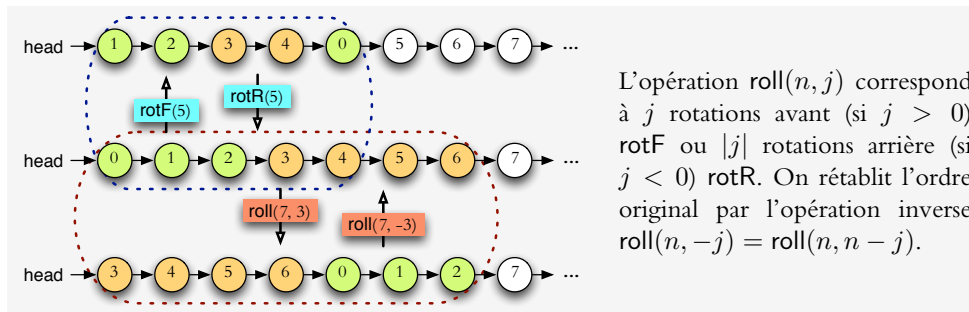 head 1 2 3 4 0 5 6 7 ...
rotF(5) rotR(5)
head 0 1 2 3 4 5 6 7 ...
roll(7, 3) roll(7, -3)
head 3 4 5 6 0 1 2 7 ...
L'opération roll(n, j) correspond
à j rotations avant (si j > 0)
rotF ou |j| rotations arrière (si
j < 0) rotR. On rétablit l'ordre
original par l'opération inverse
roll(n, −j) = roll(n, n − j).